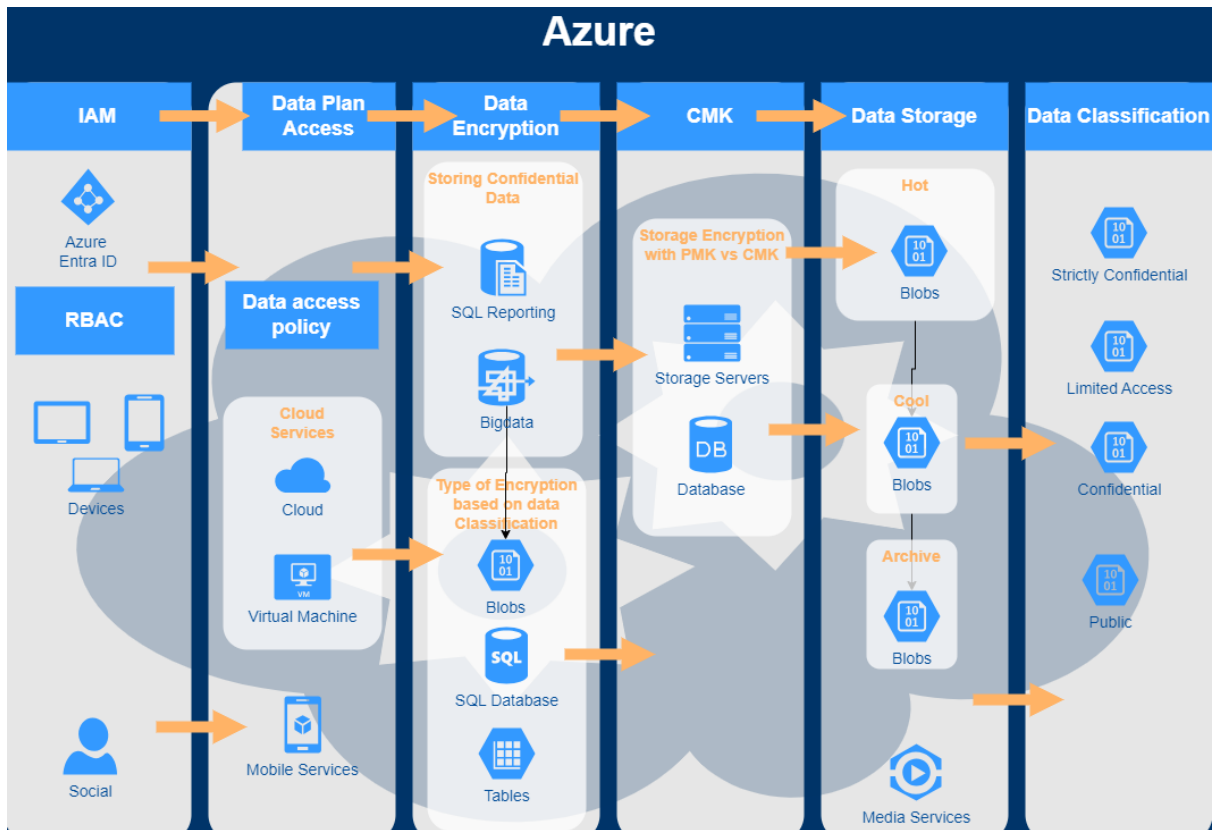 Azure
IAM
Data Plan
Access
Data
Encryption
CMK
Data Storage
Data Classification
Azure
Entra ID
RBAC
Devices
Social
Data access
policy
Cloud
Services
Cloud
VM
Virtual Machine
Mobile Services
Storing Confidential
Data
SQL Reporting
Bigdata
Type of Encryption
based on data
Classification
10
01
Blobs
SQL
SQL Database
Tables
Storage Encryption
with PMK vs CMK
Storage Servers
DB
Database
Hot
10
01
Blobs
Cool
10
01
Blobs
Archive
10
01
Blobs
Media Services
10
01
Strictly Confidential
10
01
Limited Access
10
01
Confidential
10
01
Public